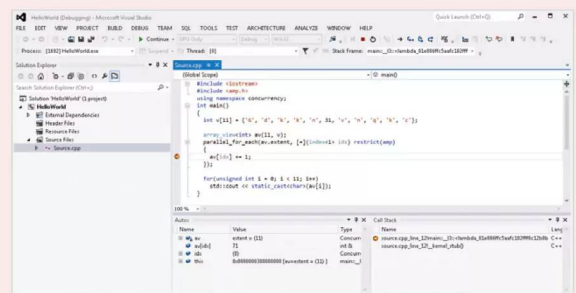 HelloWorld (Debugging) - Microsoft Visual Studio
Quick Launch (Ctrl+Q)
FILE EDIT VIEW PROJECT BUILD DEBUG TEAM SQL TOOLS TEST ARCHITECTURE ANALYZE WINDOW HELP
Continue
Process: [1692] HelloWorld.exe
Thread: [0]
Stack Frame:
Solution Explorer
Search Solution Explorer (Ctrl+;)
Solution 'HelloWorld' (1 project)
HelloWorld
External Dependencies
Header Files
Resource Files
Source Files
Source.cpp
Source.cpp
(Global Scope)
main()
#include <iostream>
#include <amp.h>
using namespace concurrency;
int main()
{
int v[11] = {'G', 'd', 'k', 'k', 'n', 31, 'v', 'n', 'q', 'k', 'c'};
array_view<int> av(11, v);
parallel_for_each(av.extent, [=](index<1> idx) restrict(amp)
{
av[idx] += 1;
});
for(unsigned int i = 0; i < 11; i++)
std::cout << static_cast<char>(av[i]);
}
100 %
Autos
Name Value Type
av extent = {11} Concurr
av[idx] 71 int &
idx {0} Concurr
this
Call Stack
Name Lang
C++
C++